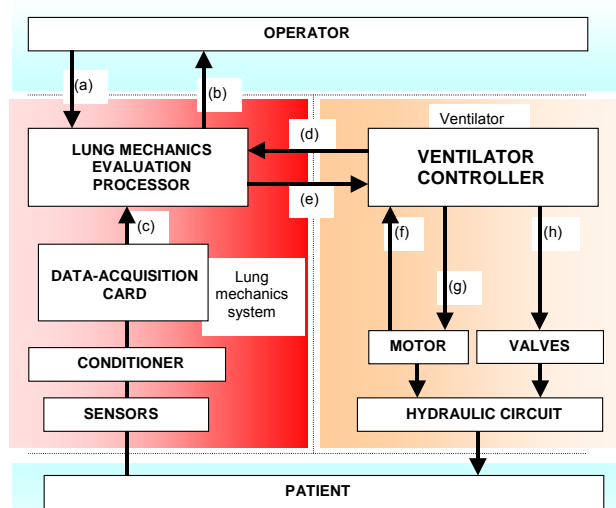 OPERATOR
(a)
(b)
Ventilator
LUNG MECHANICS
EVALUATION
PROCESSOR
(d)
(e)
VENTILATOR
CONTROLLER
(c)
(f)
(h)
(g)
DATA-ACQUISITION
CARD
Lung
mechanics
system
CONDITIONER
MOTOR
VALVES
SENSORS
HYDRAULIC CIRCUIT
PATIENT